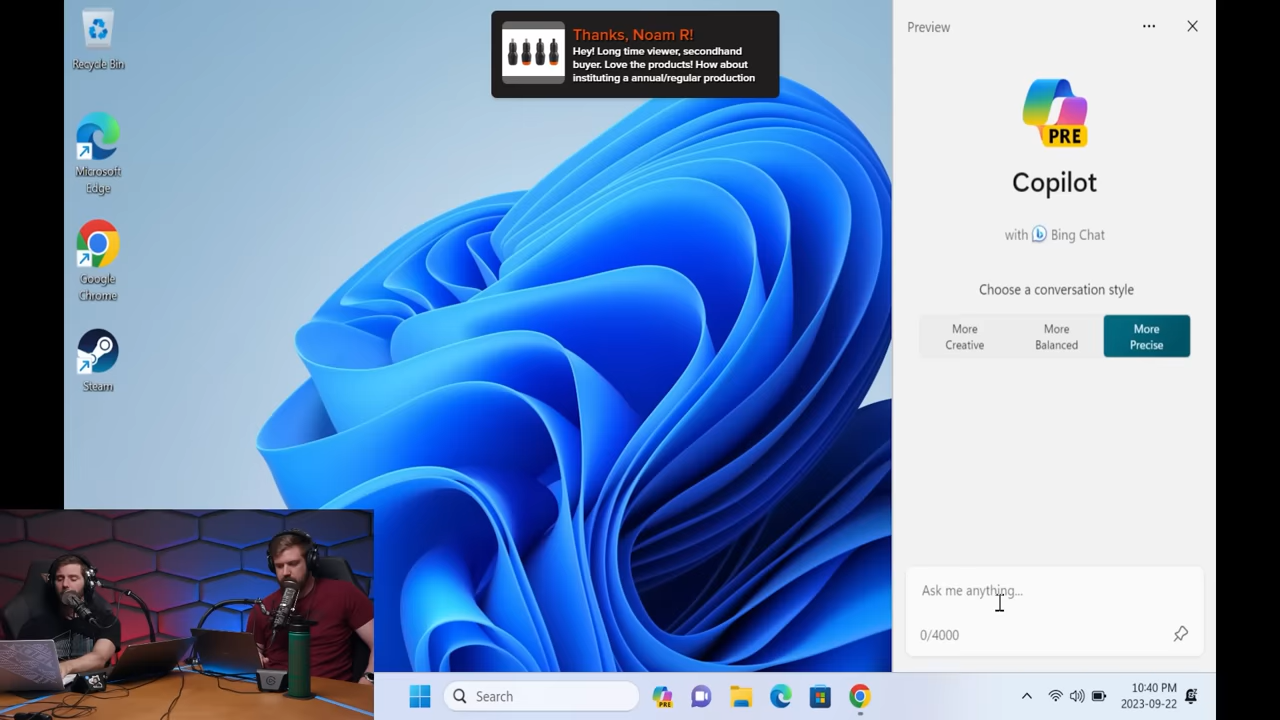 Recycle Bin
Microsoft
Edge
Google
Chrome
Steam
Thanks, Noam R!
Hey! Long time viewer, secondhand
buyer. Love the products! How about
instituting a annual/regular production
Preview
PRE
Copilot
with Bing Chat
Choose a conversation style
More
Creative
More
Balanced
More
Precise
Ask me anything...
0/4000
Search
PRE
10:40 PM
2023-09-22